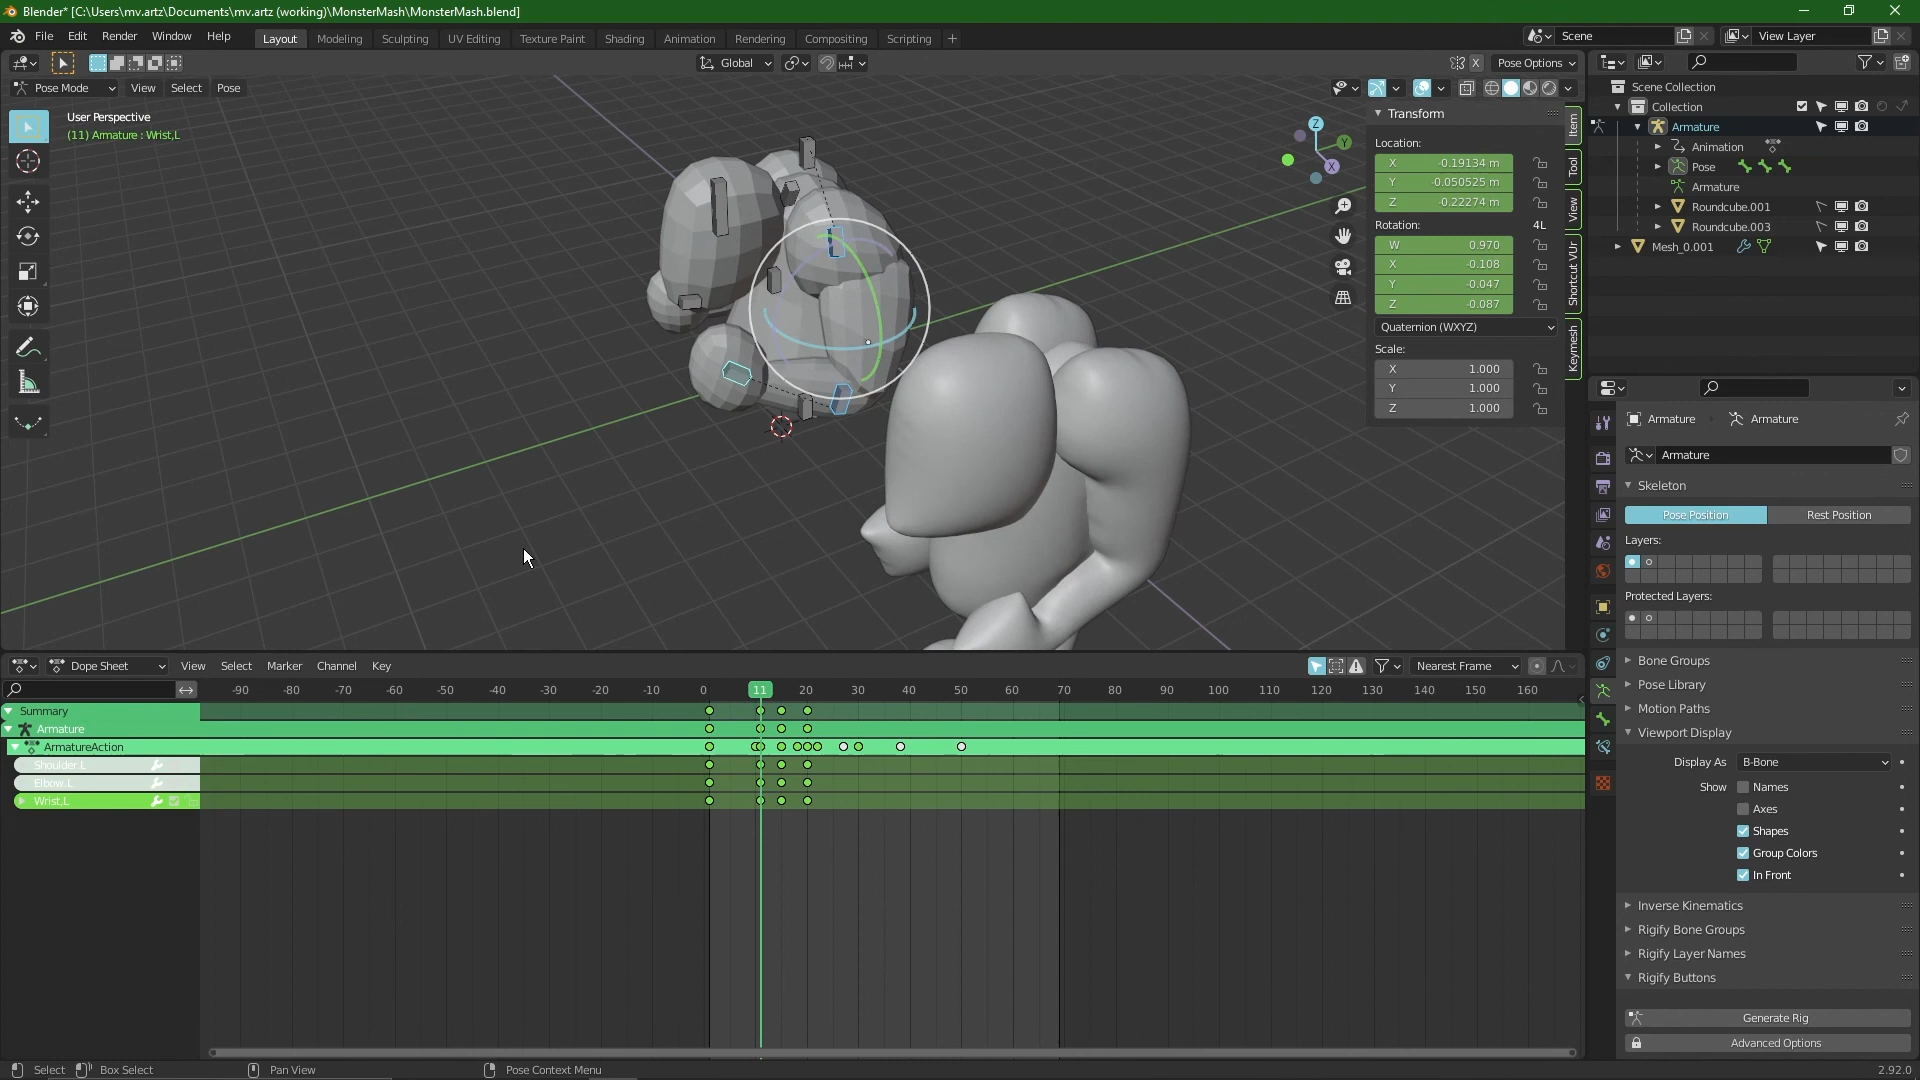 Blender* [C:\Users\mv.artz\Documents\mv.artz (working)\MonsterMash\MonsterMash.blend]
File Edit Render Window Help
Layout Modeling Sculpting UV Editing Texture Paint Shading Animation Rendering Compositing Scripting +
Scene
View Layer
Global
X
Pose Options
Pose Mode View Select Pose
User Perspective
(11) Armature : Wrist,L
Z
Y
X
Transform
Location:
X -0.19134 m
Y -0.050525 m
Z -0.22274 m
Rotation: 4L
W 0.970
X -0.108
Y -0.047
Z -0.087
Quaternion (WXYZ)
Scale:
X 1.000
Y 1.000
Z 1.000
Item
Tool
View
Shortcut VUr
Keymesh
Scene Collection
Collection
Armature
Animation
Pose
Armature
Roundcube.001
Roundcube.003
Mesh_0.001
Armature
Armature
Armature
Skeleton
Pose Position
Rest Position
Layers:
Protected Layers:
Bone Groups
Pose Library
Motion Paths
Viewport Display
Display As B-Bone
Show Names
Axes
Shapes
Group Colors
In Front
Inverse Kinematics
Rigify Bone Groups
Rigify Layer Names
Rigify Buttons
Generate Rig
Advanced Options
Dope Sheet View Select Marker Channel Key
Nearest Frame
-90 -80 -70 -60 -50 -40 -30 -20 -10 0 11 20 30 40 50 60 70 80 90 100 110 120 130 140 150 160
Summary
Armature
ArmatureAction
Shoulder.L
Elbow.L
Wrist,L
Select
Box Select
Pan View
Pose Context Menu
2.92.0